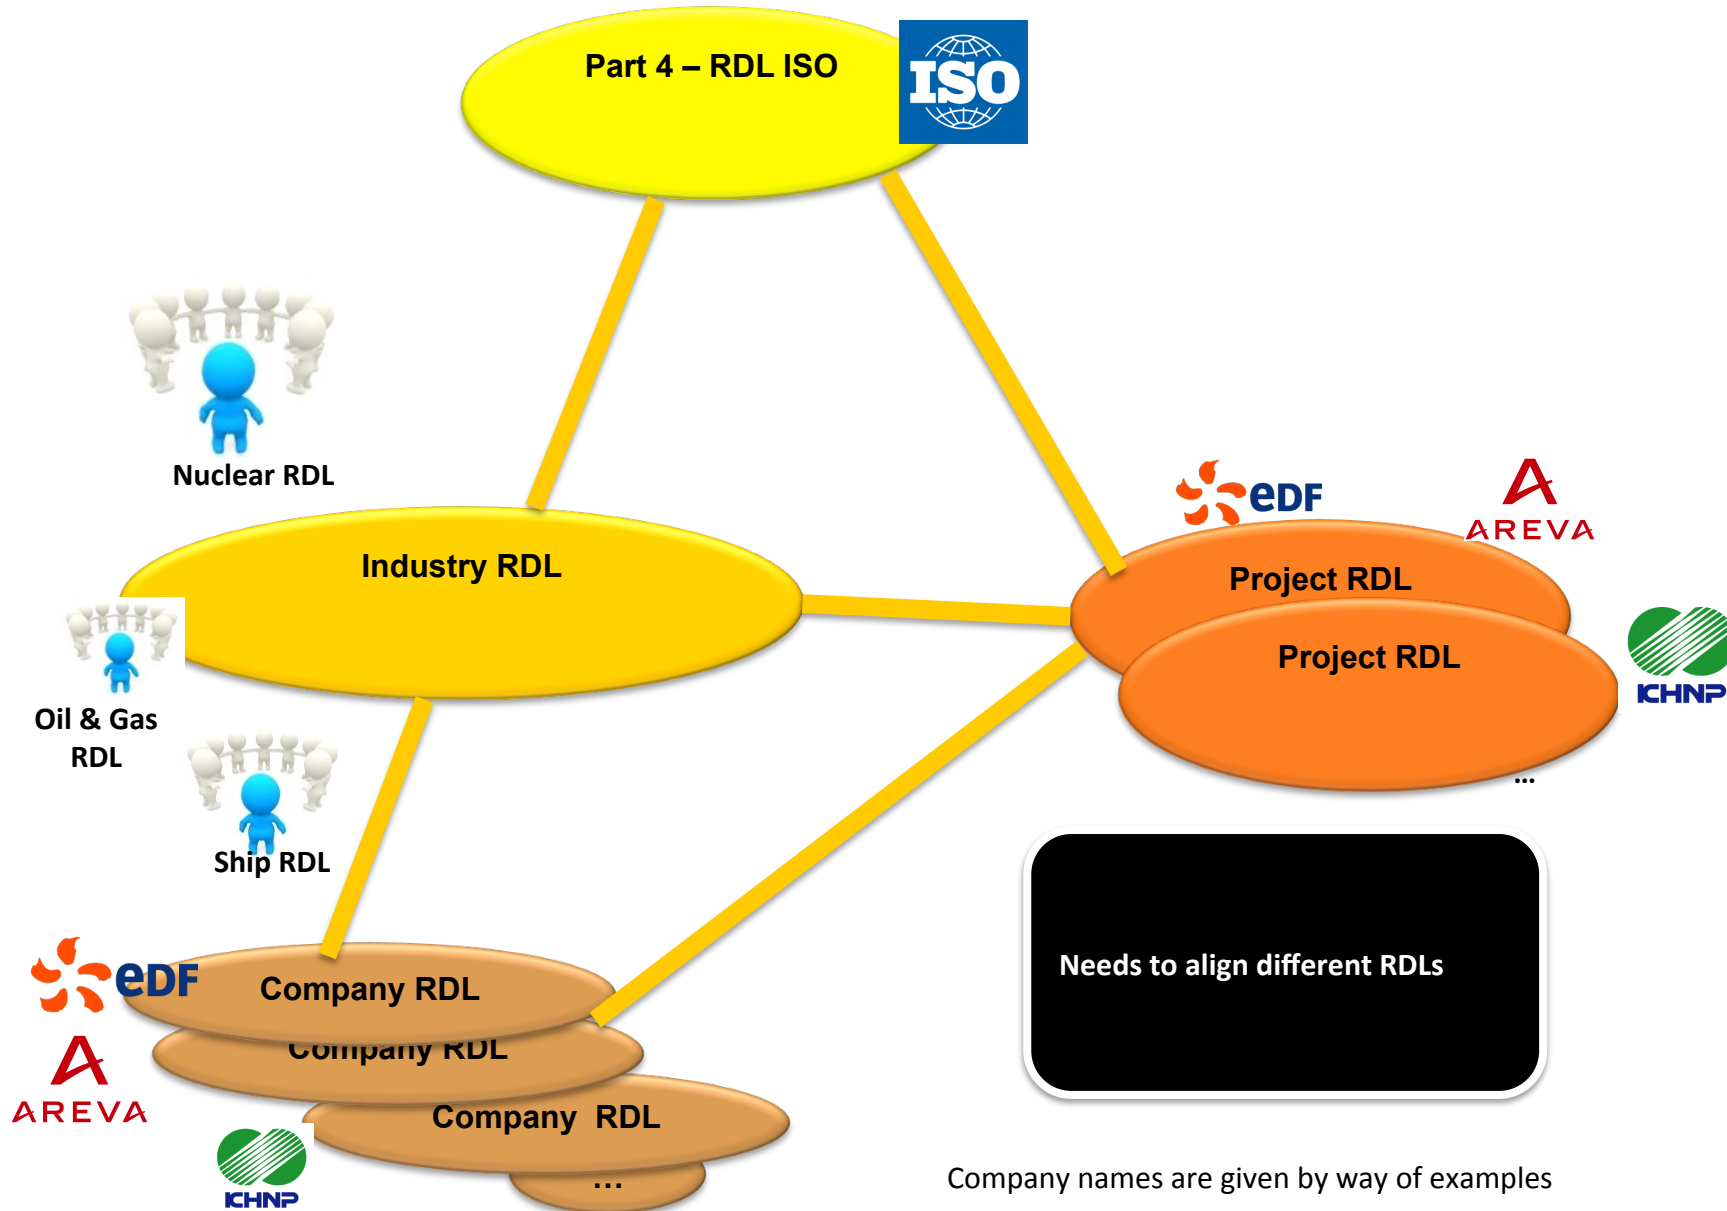 Part 4 – RDL ISO
ISO
Nuclear RDL
eDF
AREVA
Industry RDL
Project RDL
Project RDL
KHNP
Oil & Gas
RDL
...
Ship RDL
Needs to align different RDLs
eDF
Company RDL
Company RDL
AREVA
Company  RDL
KHNP
...
Company names are given by way of examples